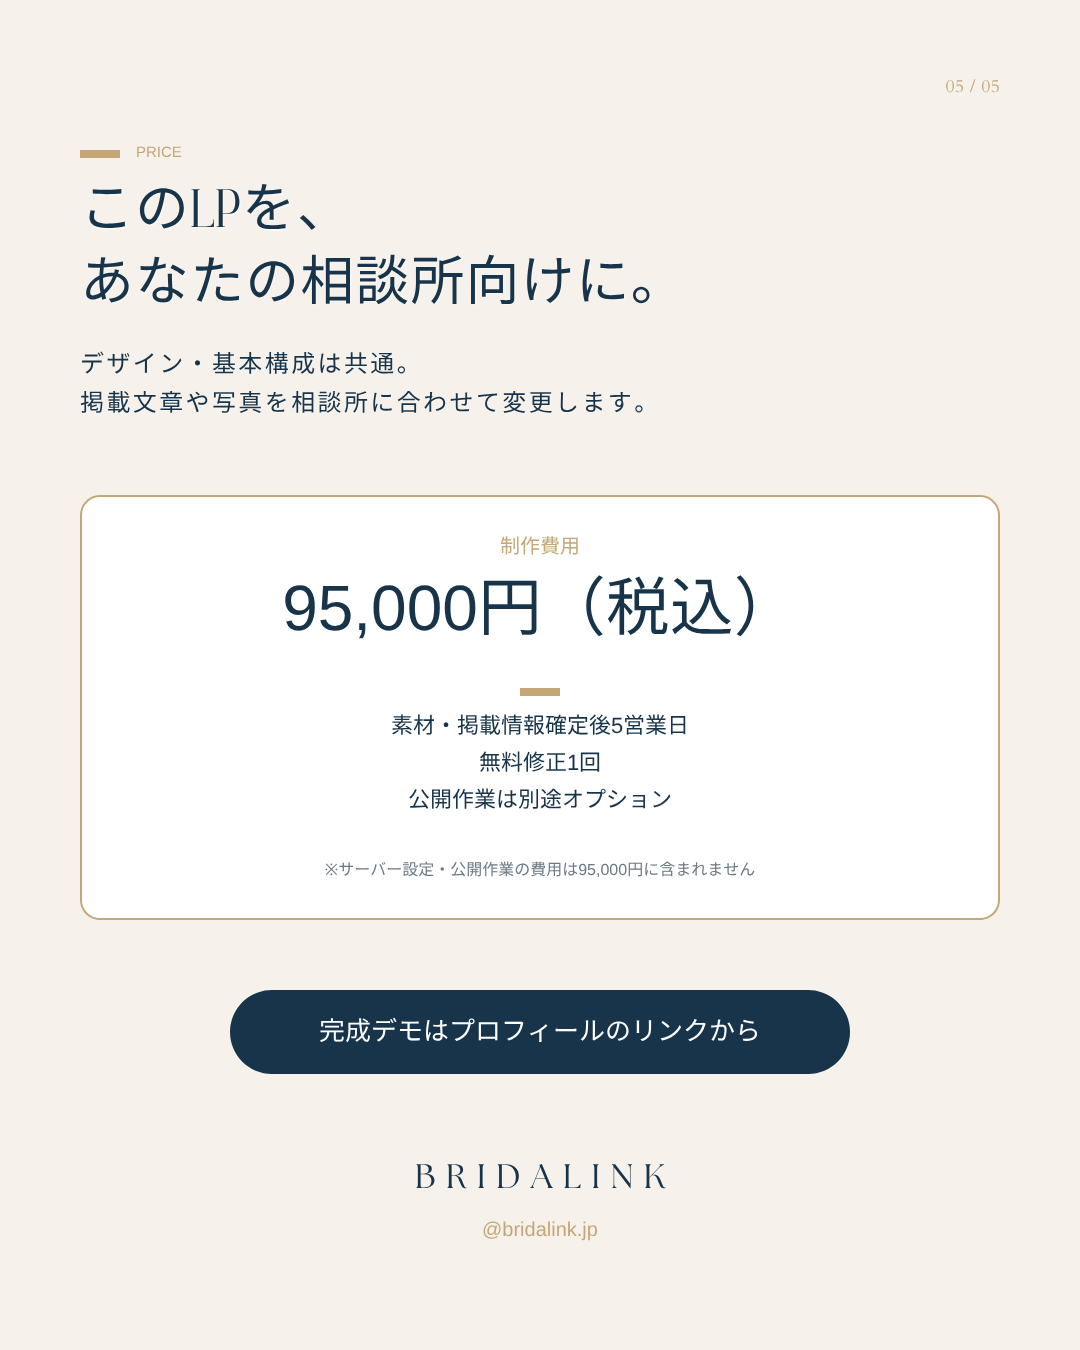 05 / 05
PRICE
このLPを、
あなたの相談所向けに。
デザイン・基本構成は共通。
掲載文章や写真を相談所に合わせて変更します。
制作費用
95,000円（税込）
素材・掲載情報確定後5営業日
無料修正1回
公開作業は別途オプション
※サーバー設定・公開作業の費用は95,000円に含まれません
完成デモはプロフィールのリンクから
BRIDALINK
@bridalink.jp